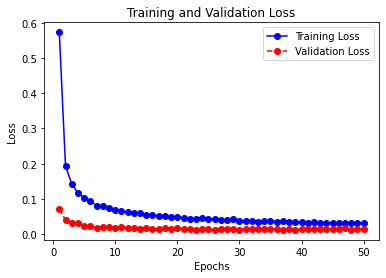 Training and Validation Loss
Training Loss
Validation Loss
Loss
0.6
0.5
0.4
0.3
0.2
0.1
0.0
0 10 20 30 40 50
Epochs